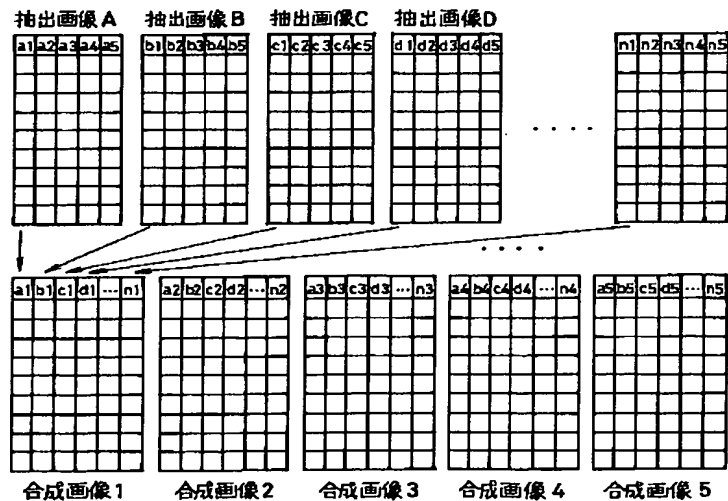 抽出画像A 抽出画像B 抽出画像C 抽出画像D
a1 a2 a3 a4 a5 b1 b2 b3 b4 b5 c1 c2 c3 c4 c5 d1 d2 d3 d4 d5 n1 n2 n3 n4 n5
· · · ·
· · · ·
a1 b1 c1 d1 ··· n1 a2 b2 c2 d2 ··· n2 a3 b3 c3 d3 ··· n3 a4 b4 c4 d4 ··· n4 a5 b5 c5 d5 ··· n5
合成画像1 合成画像2 合成画像3 合成画像4 合成画像5